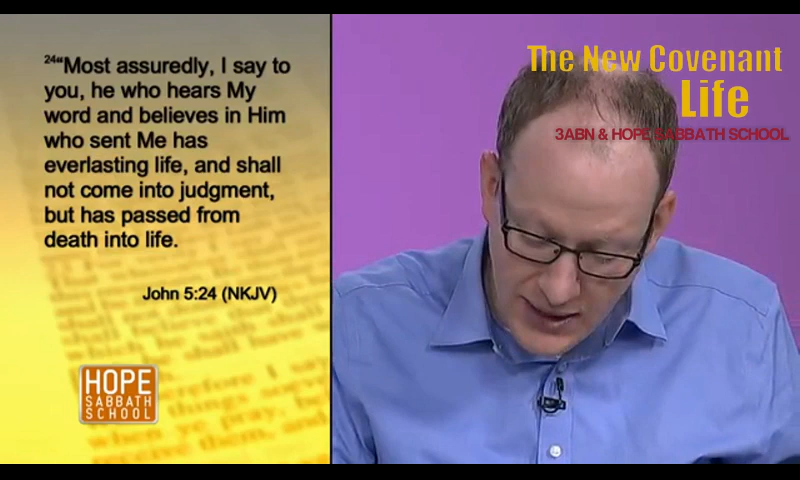 24“Most assuredly, I say to
you, he who hears My
word and believes in Him
who sent Me has
everlasting life, and shall
not come into judgment,
but has passed from
death into life.
John 5:24 (NKJV)
HOPE
SABBATH
SCHOOL
The New Covenant
Life
3ABN & HOPE SABBATH SCHOOL